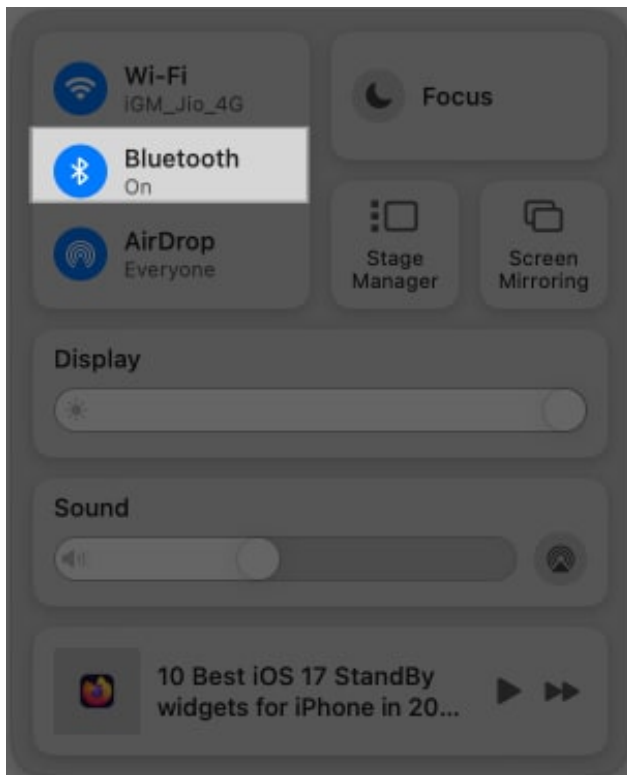 Wi-Fi
iGM_Jio_4G
Bluetooth
On
AirDrop
Everyone
Focus
Stage
Manager
Screen
Mirroring
Display
Sound
10 Best iOS 17 StandBy
widgets for iPhone in 20...